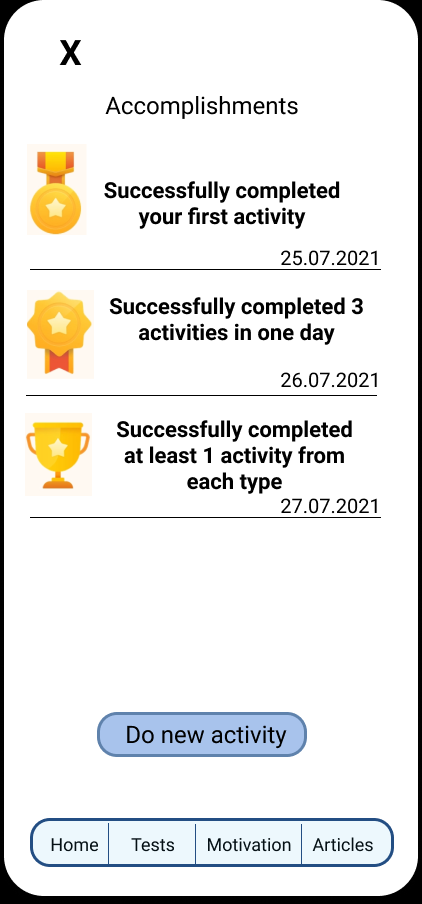 X
Accomplishments
Successfully completed
your first activity
25.07.2021
Successfully completed 3
activities in one day
26.07.2021
Successfully completed
at least 1 activity from
each type
27.07.2021
Do new activity
Home Tests Motivation Articles